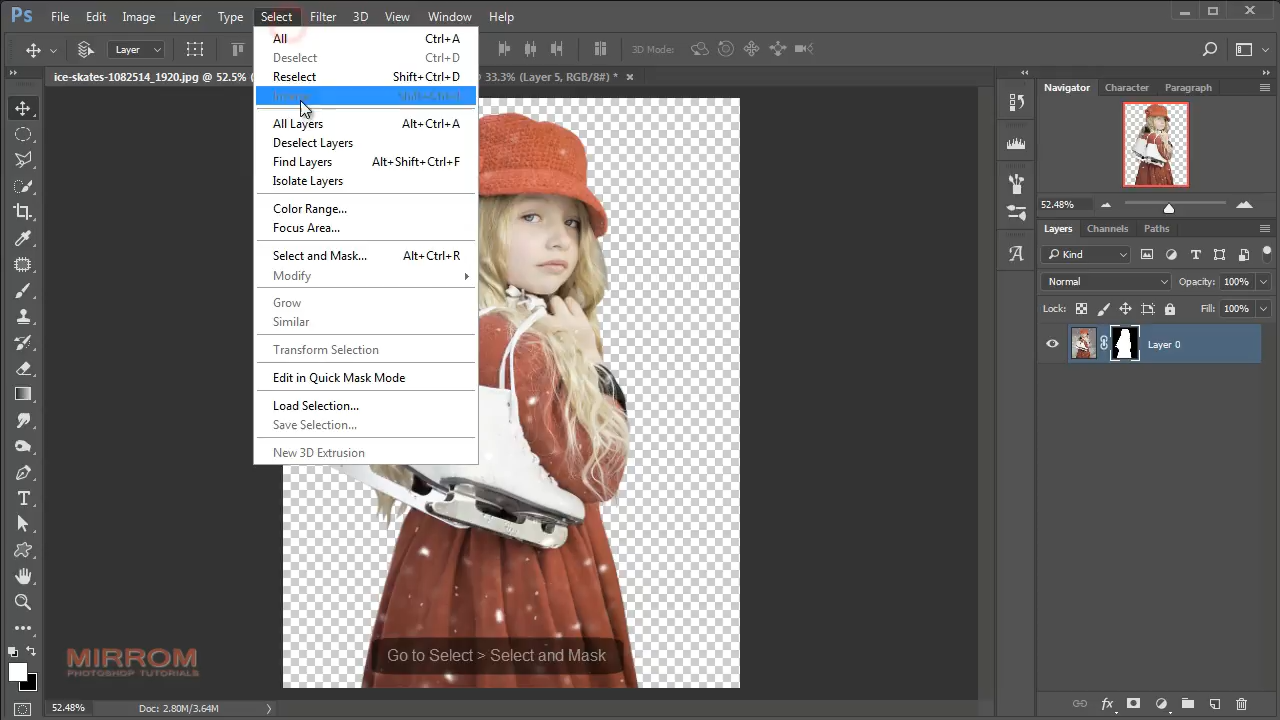 Ps File Edit Image Layer Type Select Filter 3D View Window Help
Layer 3D Mode:
ice-skates-1082514_1920.jpg @ 52.5% 33.3% (Layer 5, RGB/8#) *
All Ctrl+A
Deselect Ctrl+D
Reselect Shift+Ctrl+D
All Layers Alt+Ctrl+A
Deselect Layers
Find Layers Alt+Shift+Ctrl+F
Isolate Layers
Color Range...
Focus Area...
Select and Mask... Alt+Ctrl+R
Modify
Grow
Similar
Transform Selection
Edit in Quick Mask Mode
Load Selection...
Save Selection...
New 3D Extrusion
Navigator Character Paragraph
52.48%
Layers Channels Paths
Kind
Normal Opacity: 100%
Lock: Fill: 100%
Layer 0
MIRROM
PHOTOSHOP TUTORIALS
Go to Select > Select and Mask
52.48% Doc: 2.80M/3.64M